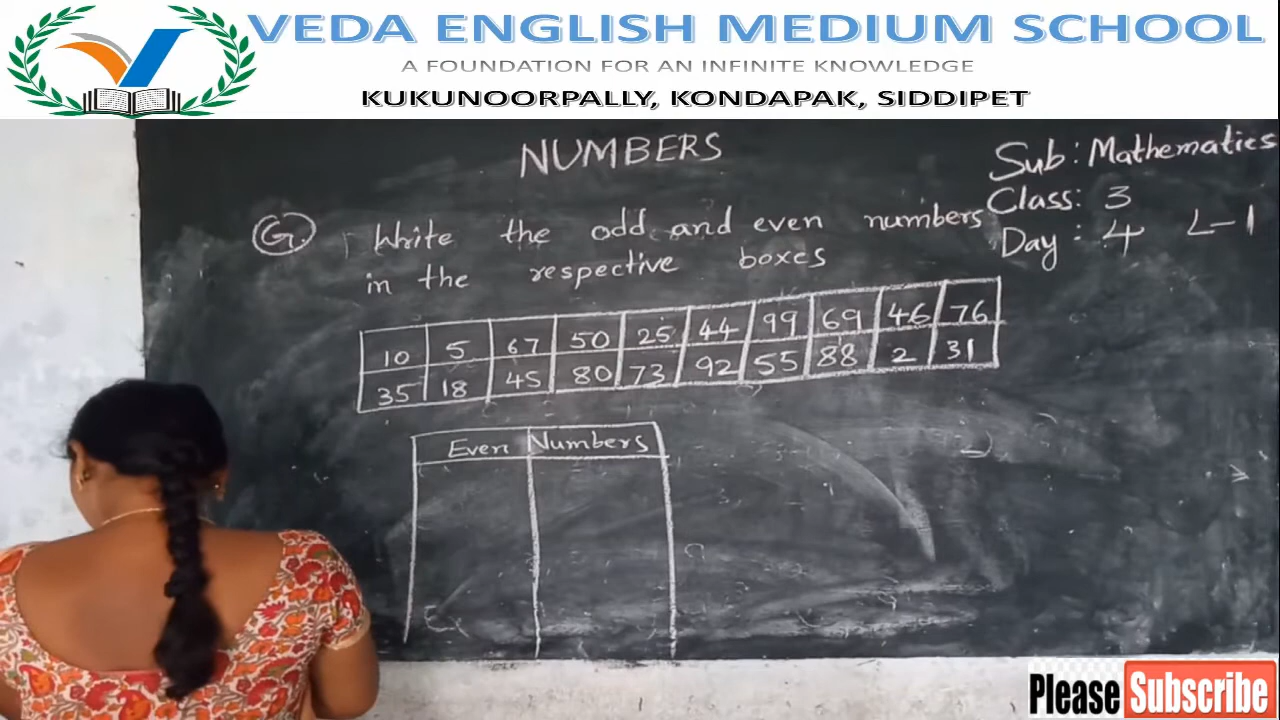 VEDA ENGLISH MEDIUM SCHOOL
A FOUNDATION FOR AN INFINITE KNOWLEDGE
KUKUNOORPALLY, KONDAPAK, SIDDIPET
NUMBERS
Sub: Mathematics
Class: 3
Day: 4 L-1
G. Write the odd and even numbers
in the respective boxes
10 5 67 50 25 44 99 69 46 76
35 18 45 80 73 92 55 88 2 31
Even Numbers
Please Subscribe